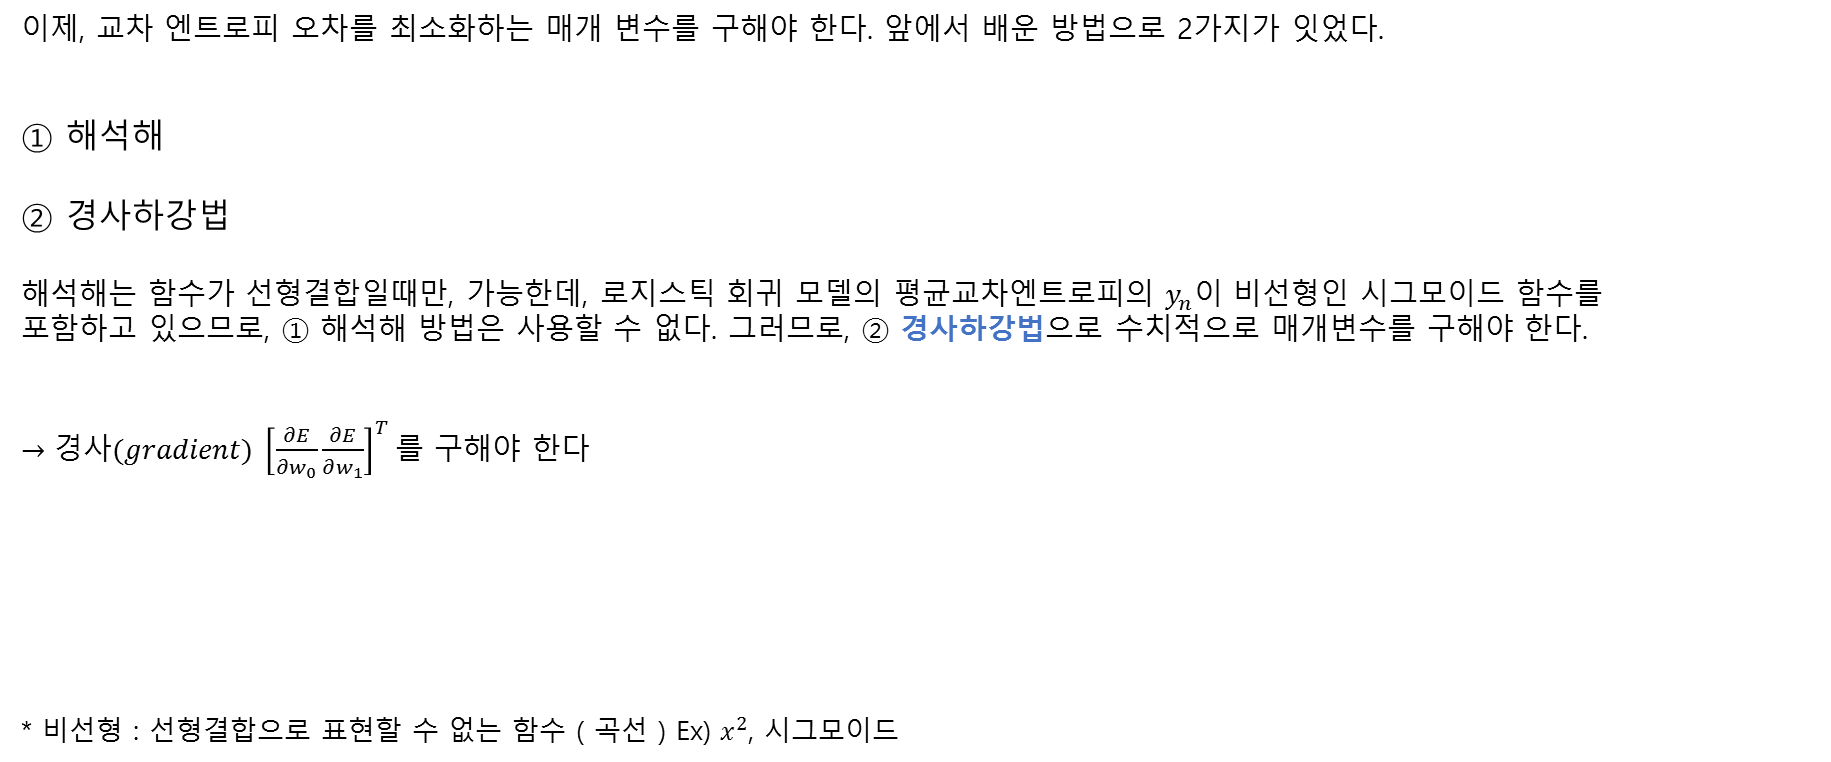 이제, 교차 엔트로피 오차를 최소화하는 매개 변수를 구해야 한다. 앞에서 배운 방법으로 2가지가 잇었다.
① 해석해
② 경사하강법
해석해는 함수가 선형결합일때만, 가능한데, 로지스틱 회귀 모델의 평균교차엔트로피의 yₙ이 비선형인 시그모이드 함수를
포함하고 있으므로, ① 해석해 방법은 사용할 수 없다. 그러므로, ② 경사하강법으로 수치적으로 매개변수를 구해야 한다.
→ 경사(gradient) [∂E/∂w₀ ∂E/∂w₁]ᵀ 를 구해야 한다
* 비선형 : 선형결합으로 표현할 수 없는 함수 ( 곡선 ) Ex) x², 시그모이드